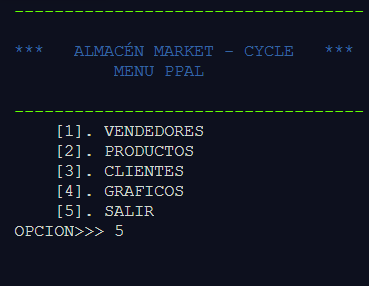 -----------------------------------
*** ALMACÉN MARKET - CYCLE ***
MENU PPAL
-----------------------------------
[1]. VENDEDORES
[2]. PRODUCTOS
[3]. CLIENTES
[4]. GRAFICOS
[5]. SALIR
OPCION>>> 5